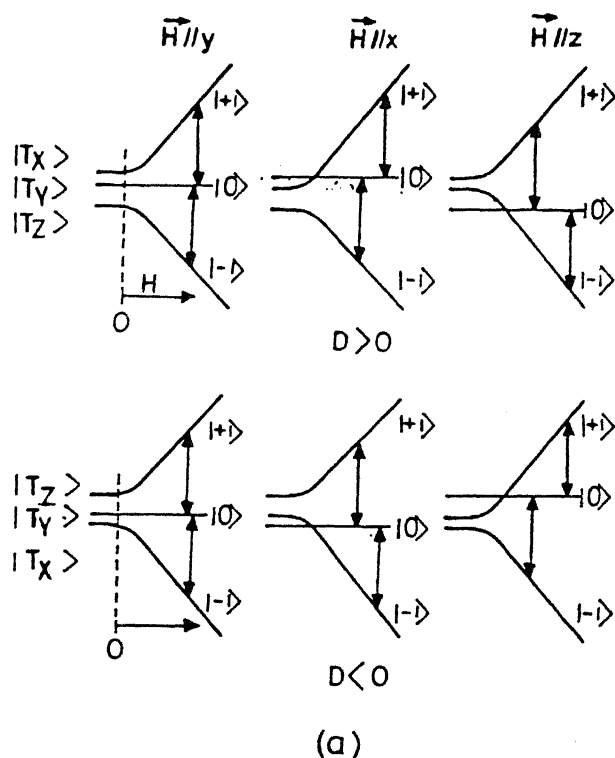 H//y H//x H//z
|+1>
|+1>
|+1>
|TX>
|TY>
|TZ>
|0>
|0>
|0>
|-1>
|-1>
|-1>
H
0
D>0
|+1>
|+1>
|+1>
|TZ>
|TY>
|TX>
|0>
|0>
|0>
|-1>
|-1>
|-1>
0
D<0
(a)